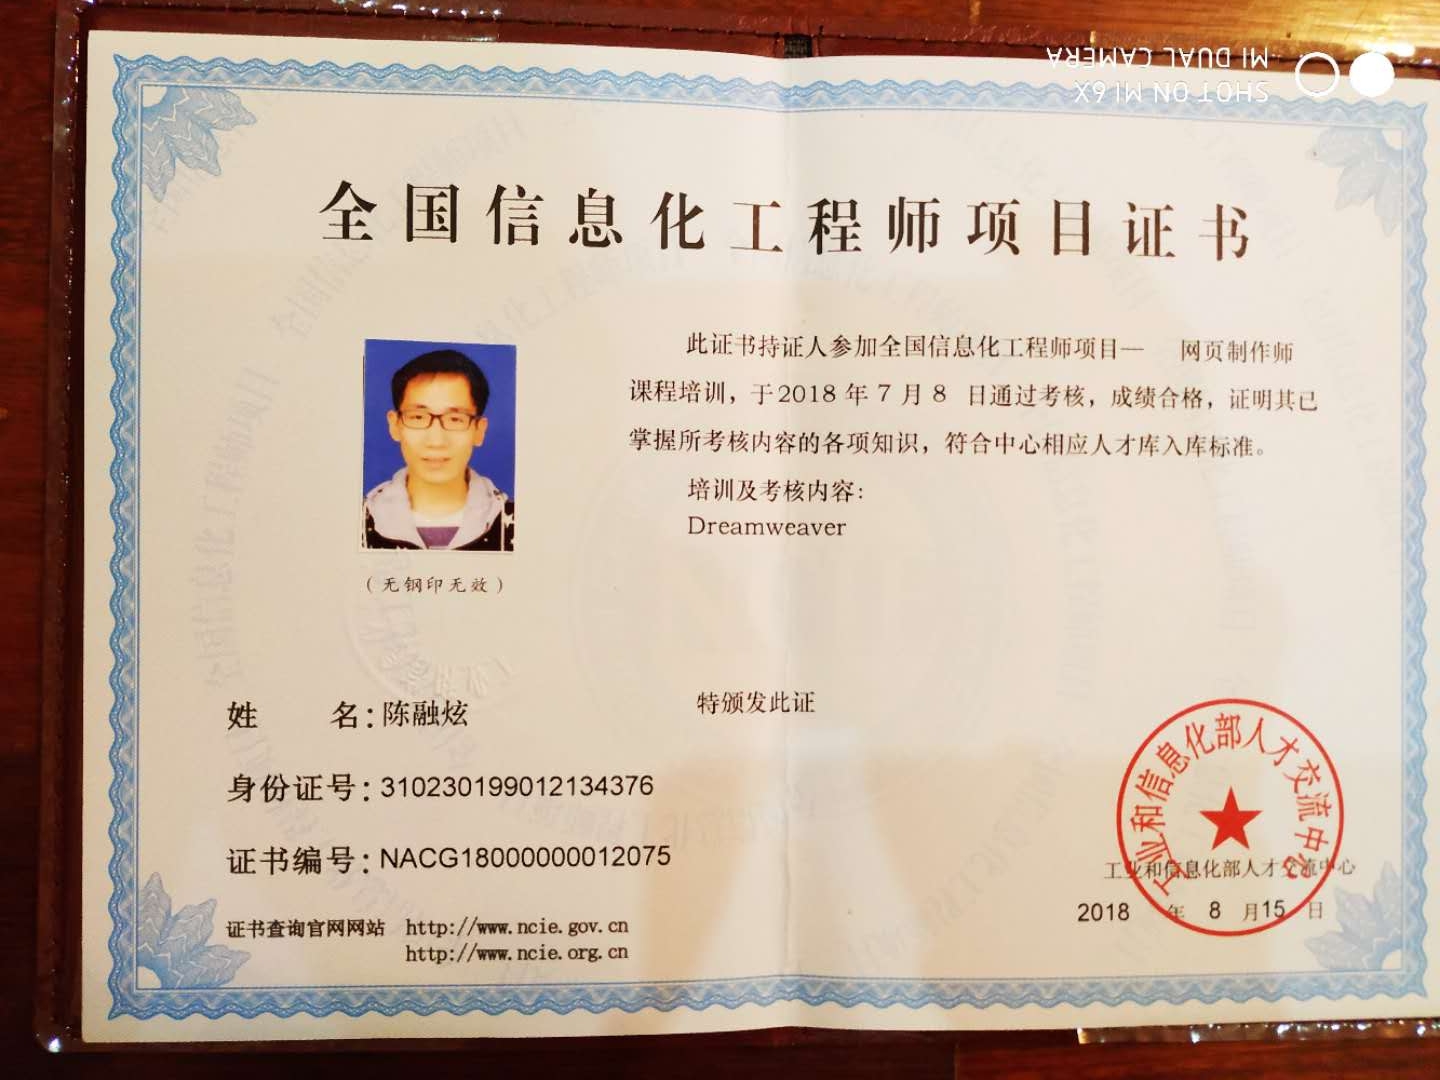 全国信息化工程师项目证书
此证书持证人参加全国信息化工程师项目— 网页制作师
课程培训，于2018 年 7 月 8 日通过考核，成绩合格，证明其已
掌握所考核内容的各项知识，符合中心相应人才库入库标准。
培训及考核内容：
Dreamweaver
（无钢印无效）
姓 名：陈融炫
特颁发此证
身份证号：310230199012134376
证书编号：NACG18000000012075
证书查询官网网站 http://www.ncie.gov.cn
http://www.ncie.org.cn
工业和信息化部人才交流中心
工业和信息化部人才交流中心
2018 年 8 月15 日
SHOT ON MI 6X
MI DUAL CAMERA